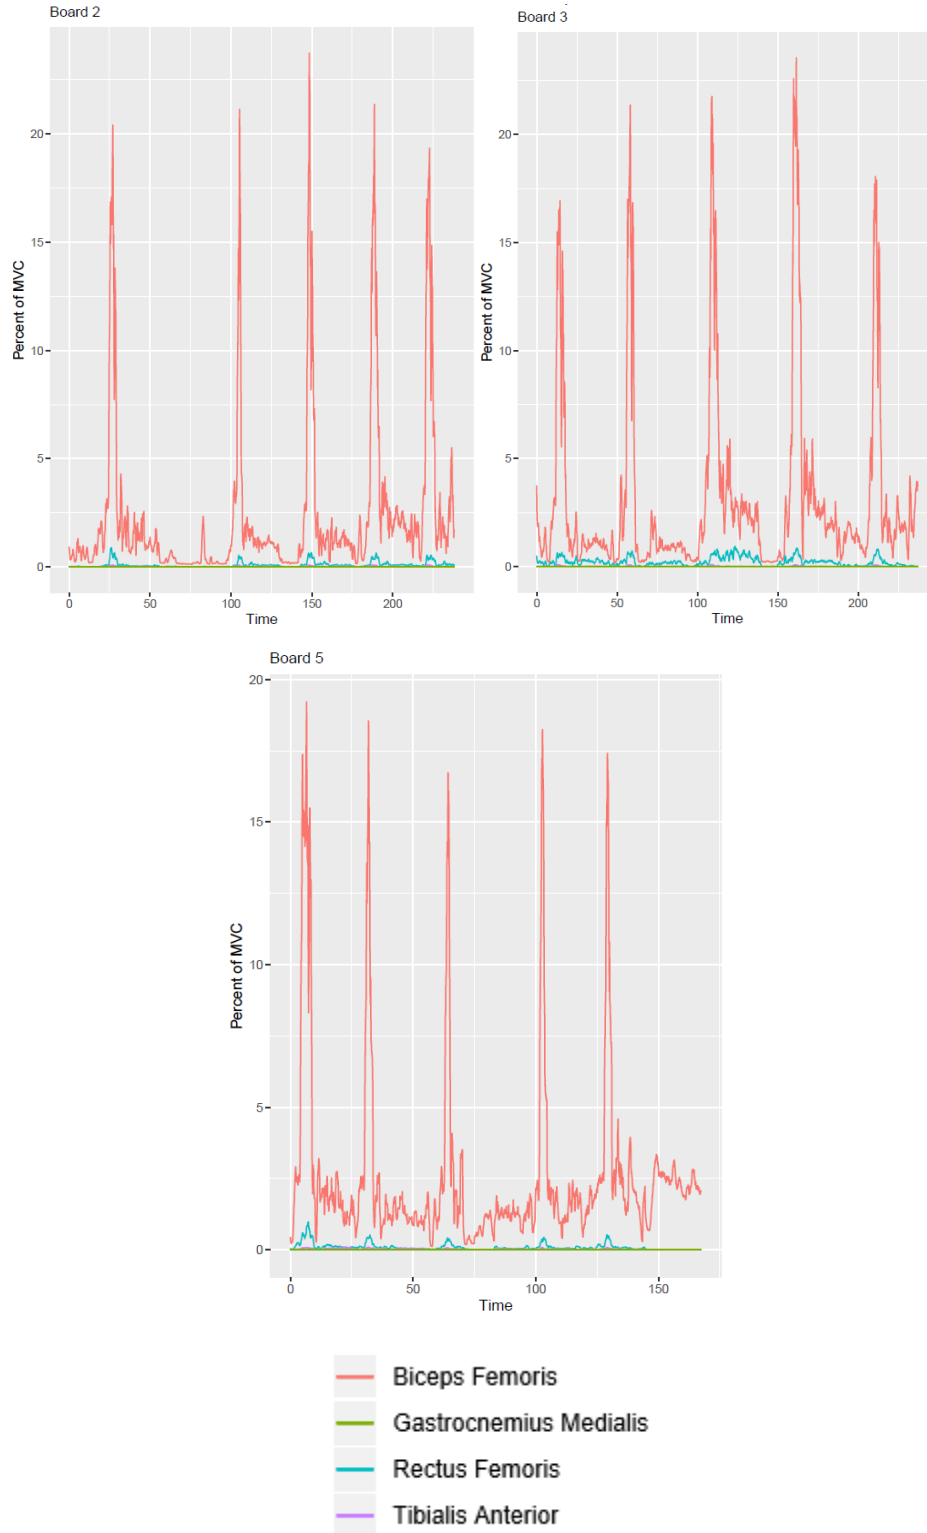 Board 2
Percent of MVC
20
15
10
5
0
0 50 100 150 200
Time
Board 3
Percent of MVC
20
15
10
5
0
0 50 100 150 200
Time
Board 5
Percent of MVC
20
15
10
5
0
0 50 100 150
Time
Biceps Femoris
Gastrocnemius Medialis
Rectus Femoris
Tibialis Anterior